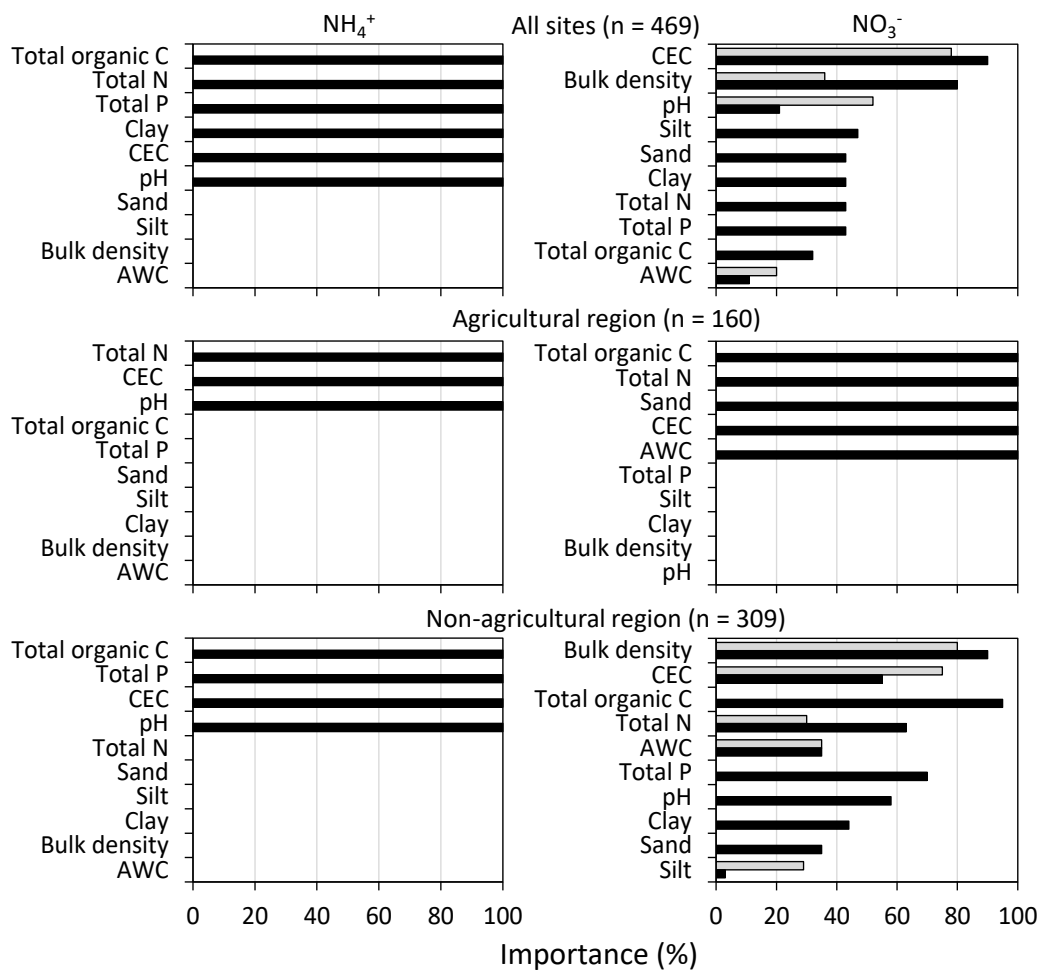 NH₄⁺
All sites (n = 469)
NO₃⁻
Total organic C
Total N
Total P
Clay
CEC
pH
Sand
Silt
Bulk density
AWC
CEC
Bulk density
pH
Silt
Sand
Clay
Total N
Total P
Total organic C
AWC
Agricultural region (n = 160)
Total N
CEC
pH
Total organic C
Total P
Sand
Silt
Clay
Bulk density
AWC
Total organic C
Total N
Sand
CEC
AWC
Total P
Silt
Clay
Bulk density
pH
Non-agricultural region (n = 309)
Total organic C
Total P
CEC
pH
Total N
Sand
Silt
Clay
Bulk density
AWC
Bulk density
CEC
Total organic C
Total N
AWC
Total P
pH
Clay
Sand
Silt
0 20 40 60 80 100
0 20 40 60 80 100
Importance (%)